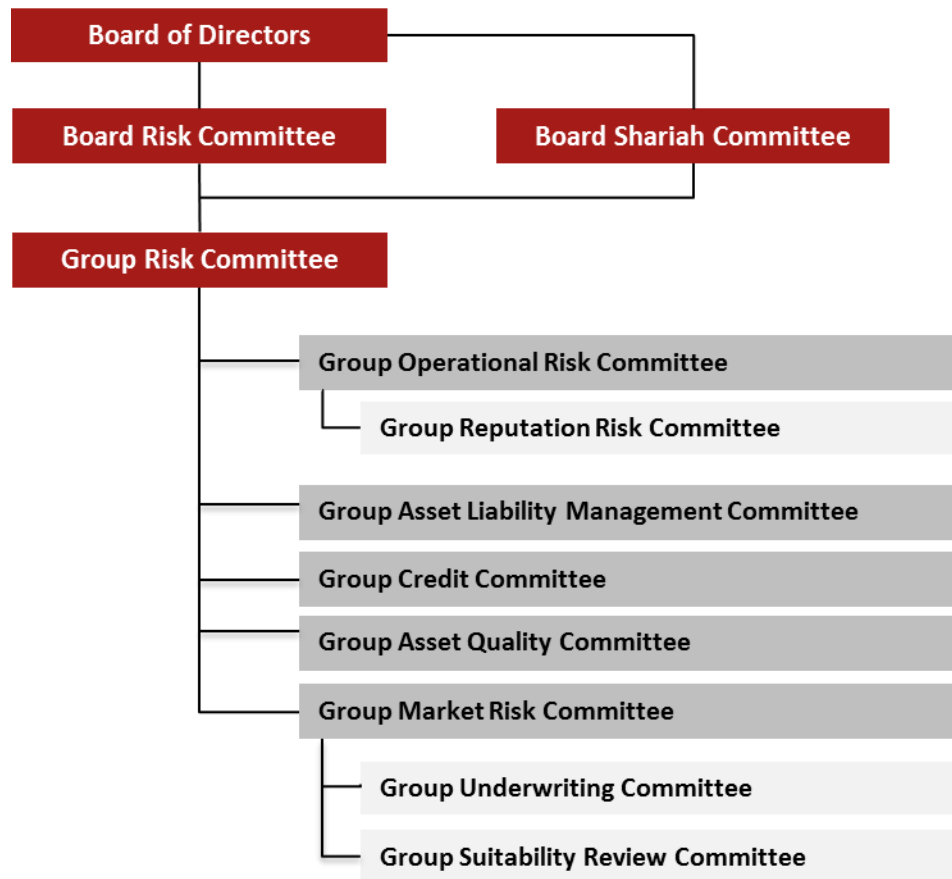 Board of Directors
Board Risk Committee
Board Shariah Committee
Group Risk Committee
Group Operational Risk Committee
Group Reputation Risk Committee
Group Asset Liability Management Committee
Group Credit Committee
Group Asset Quality Committee
Group Market Risk Committee
Group Underwriting Committee
Group Suitability Review Committee